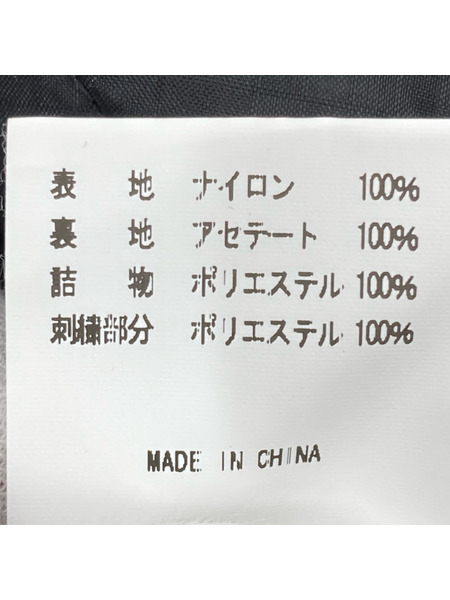 表 地 ナイロン 100%
裏 地 アセテート 100%
詰 物 ポリエステル 100%
刺繍部分 ポリエステル 100%
MADE IN CHINA